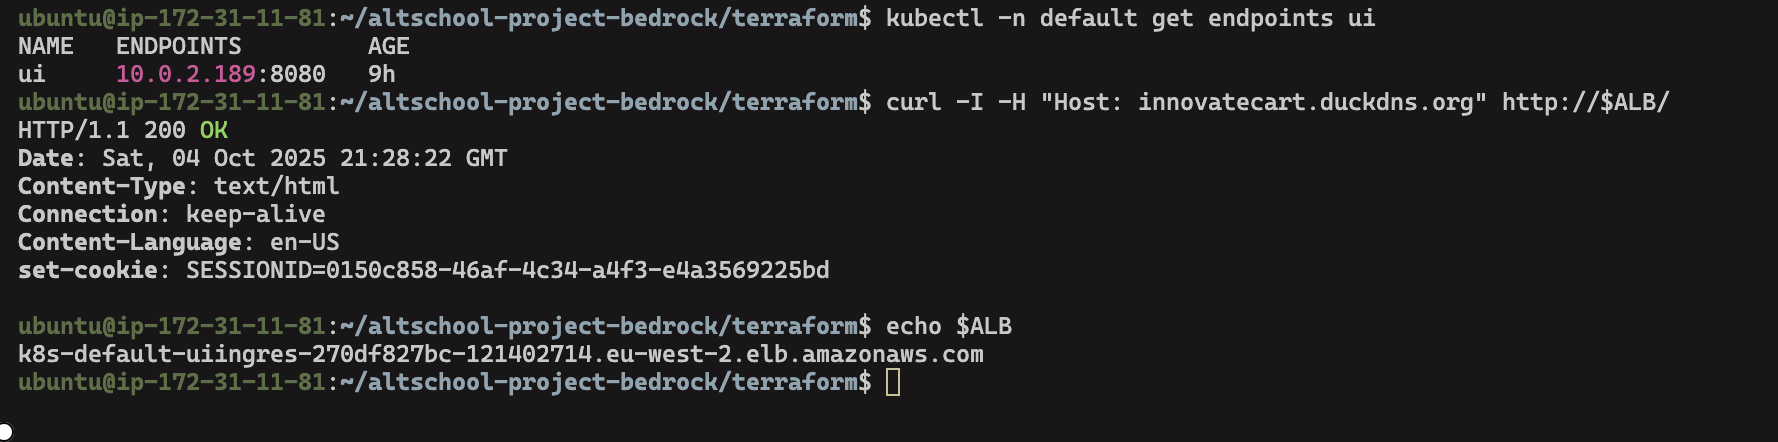 ubuntu@ip-172-31-11-81:~/altschool-project-bedrock/terraform$ kubectl -n default get endpoints ui
NAME   ENDPOINTS         AGE
ui     10.0.2.189:8080   9h
ubuntu@ip-172-31-11-81:~/altschool-project-bedrock/terraform$ curl -I -H "Host: innovatecart.duckdns.org" http://$ALB/
HTTP/1.1 200 OK
Date: Sat, 04 Oct 2025 21:28:22 GMT
Content-Type: text/html
Connection: keep-alive
Content-Language: en-US
set-cookie: SESSIONID=0150c858-46af-4c34-a4f3-e4a3569225bd
ubuntu@ip-172-31-11-81:~/altschool-project-bedrock/terraform$ echo $ALB
k8s-default-uiingres-270df827bc-121402714.eu-west-2.elb.amazonaws.com
ubuntu@ip-172-31-11-81:~/altschool-project-bedrock/terraform$